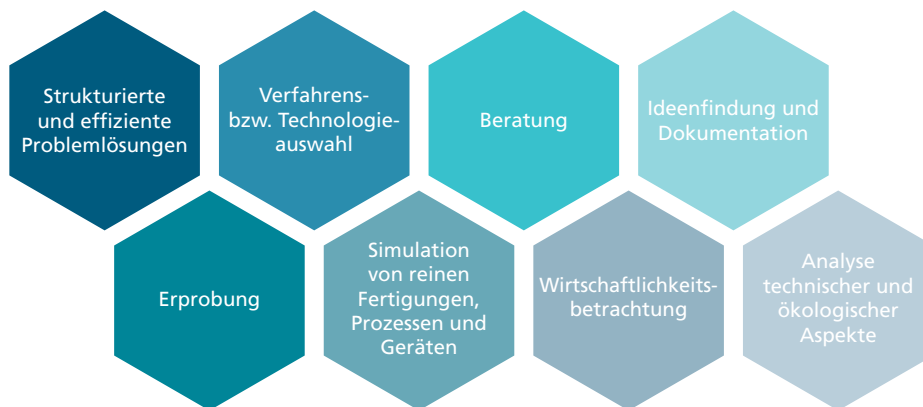 Strukturierte
und effiziente
Problemlösungen
Verfahrens-
bzw. Technologie-
auswahl
Beratung
Ideenfindung und
Dokumentation
Erprobung
Simulation
von reinen
Fertigungen,
Prozessen und
Geräten
Wirtschaftlichkeits-
betrachtung
Analyse
technischer und
ökologischer
Aspekte